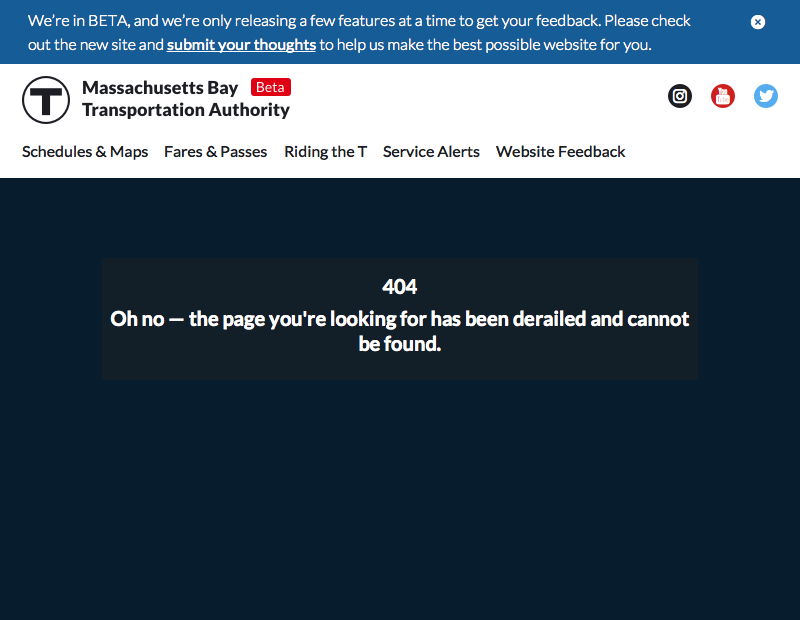 We’re in BETA, and we’re only releasing a few features at a time to get your feedback. Please check
out the new site and submit your thoughts to help us make the best possible website for you.
T
Massachusetts Bay Beta
Transportation Authority
Schedules & Maps Fares & Passes Riding the T Service Alerts Website Feedback
404
Oh no — the page you're looking for has been derailed and cannot
be found.